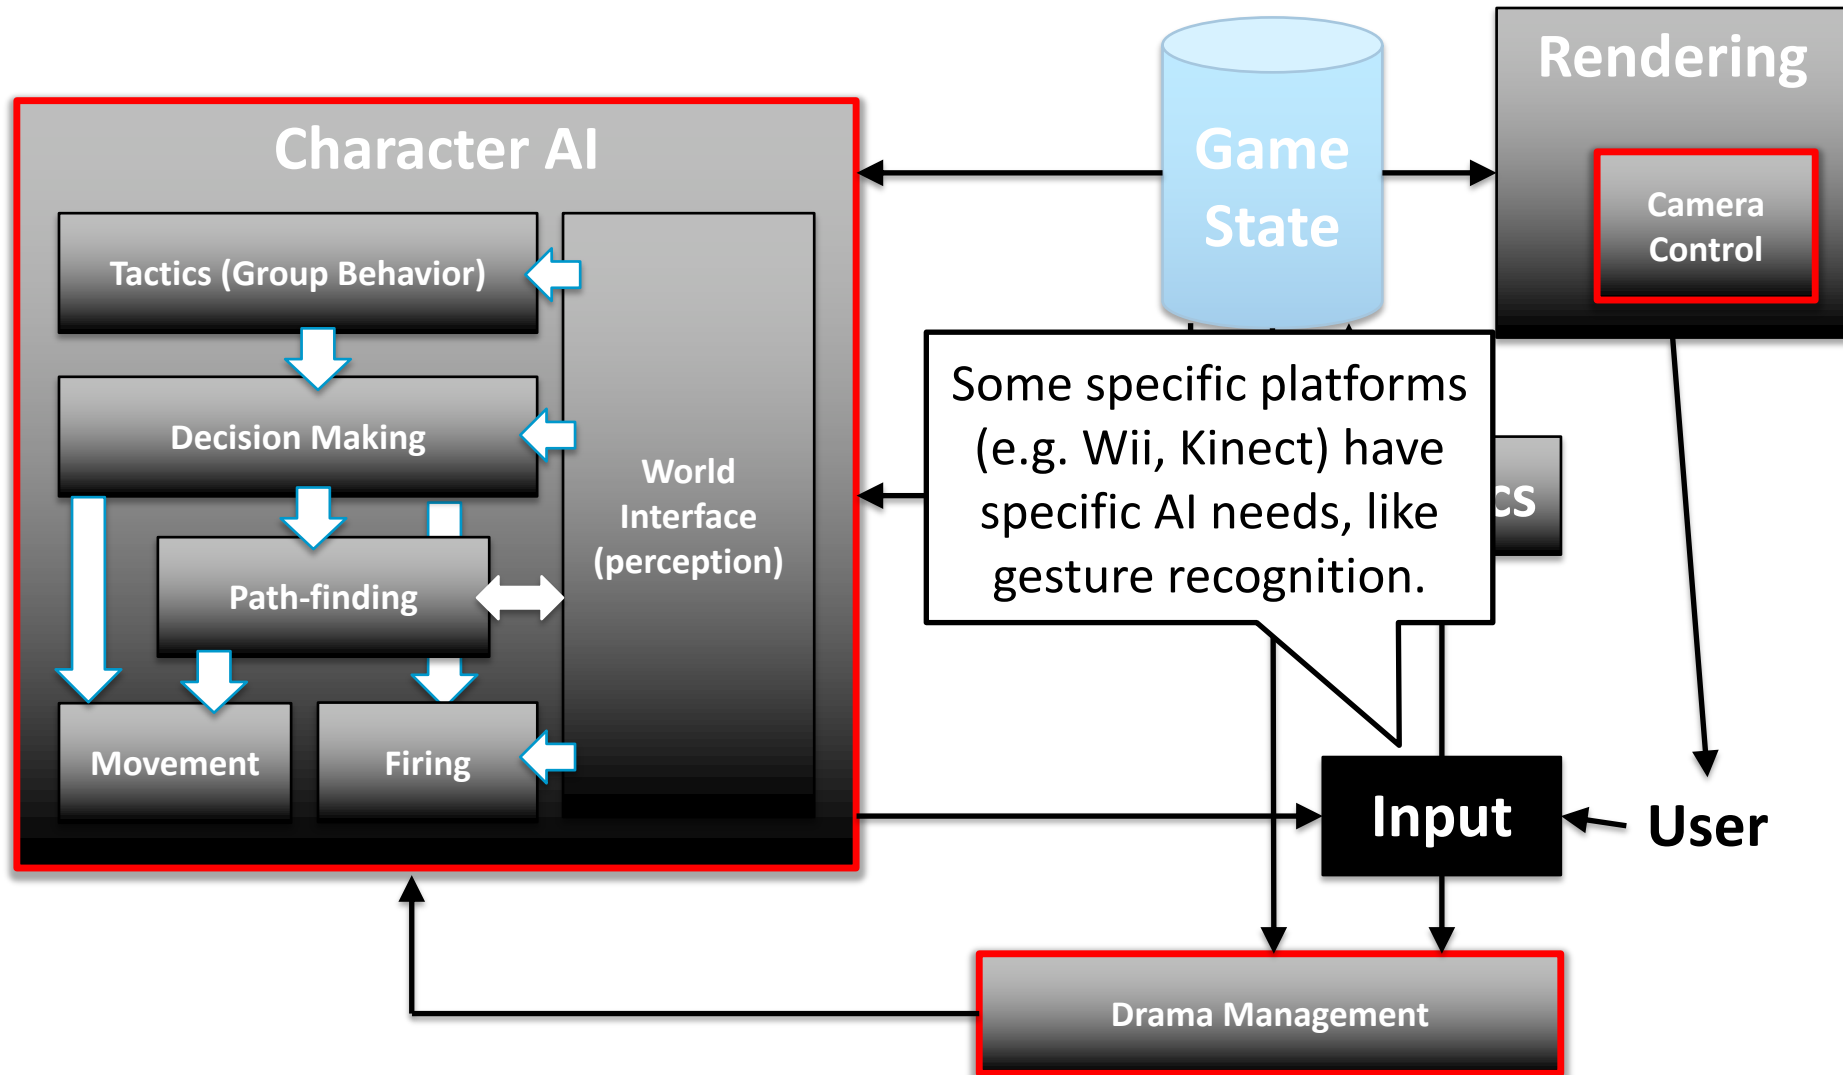 Rendering
Game
State
Camera
Control
Character AI
Tactics (Group Behavior)
Decision Making
World
Interface
(perception)
Path-finding
Movement
Firing
Some specific platforms
(e.g. Wii, Kinect) have
specific AI needs, like
gesture recognition.
cs
Input
User
Drama Management